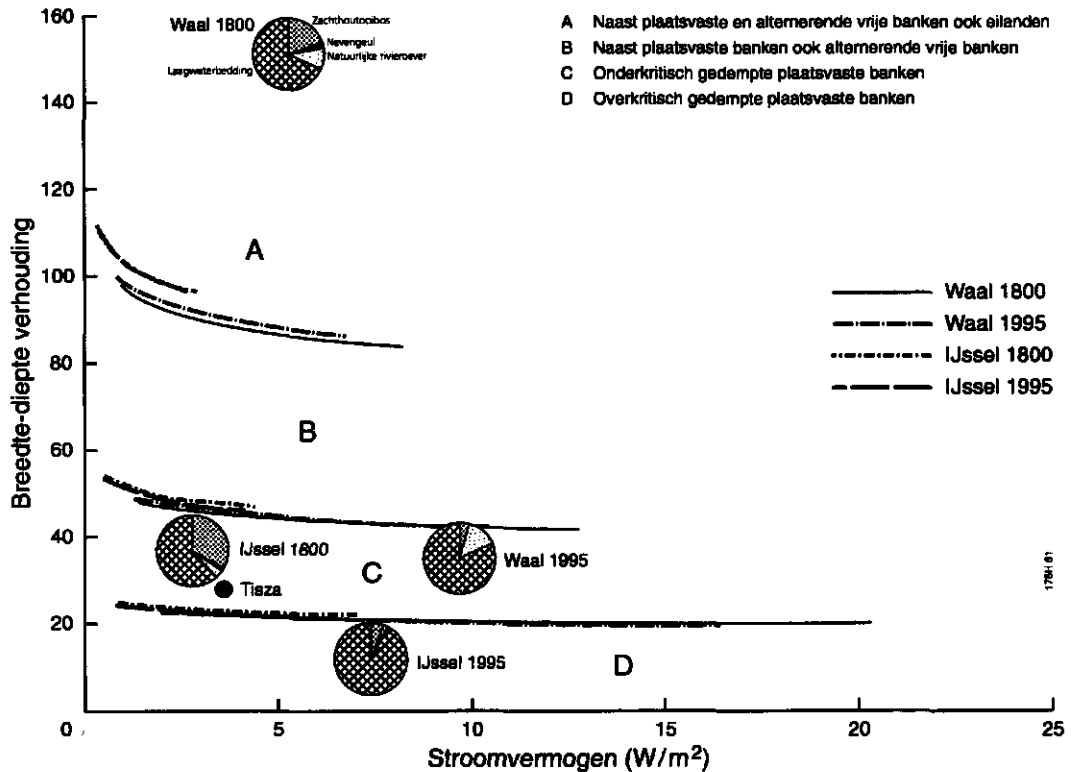 160
140
120
100
80
60
40
20
0
5
10
15
20
25
Breedte-diepte verhouding
Stroomvermogen (W/m²)
Waal 1800
Zachthoutooibos
Nevengeul
Natuurlijke rivieroever
Laagwaterbedding
A Naast plaatsvaste en alternerende vrije banken ook eilanden
B Naast plaatsvaste banken ook alternerende vrije banken
C Onderkritisch gedempte plaatsvaste banken
D Overkritisch gedempte plaatsvaste banken
A
B
C
D
Waal 1800
Waal 1995
IJssel 1800
IJssel 1995
IJssel 1800
Tisza
Waal 1995
IJssel 1995